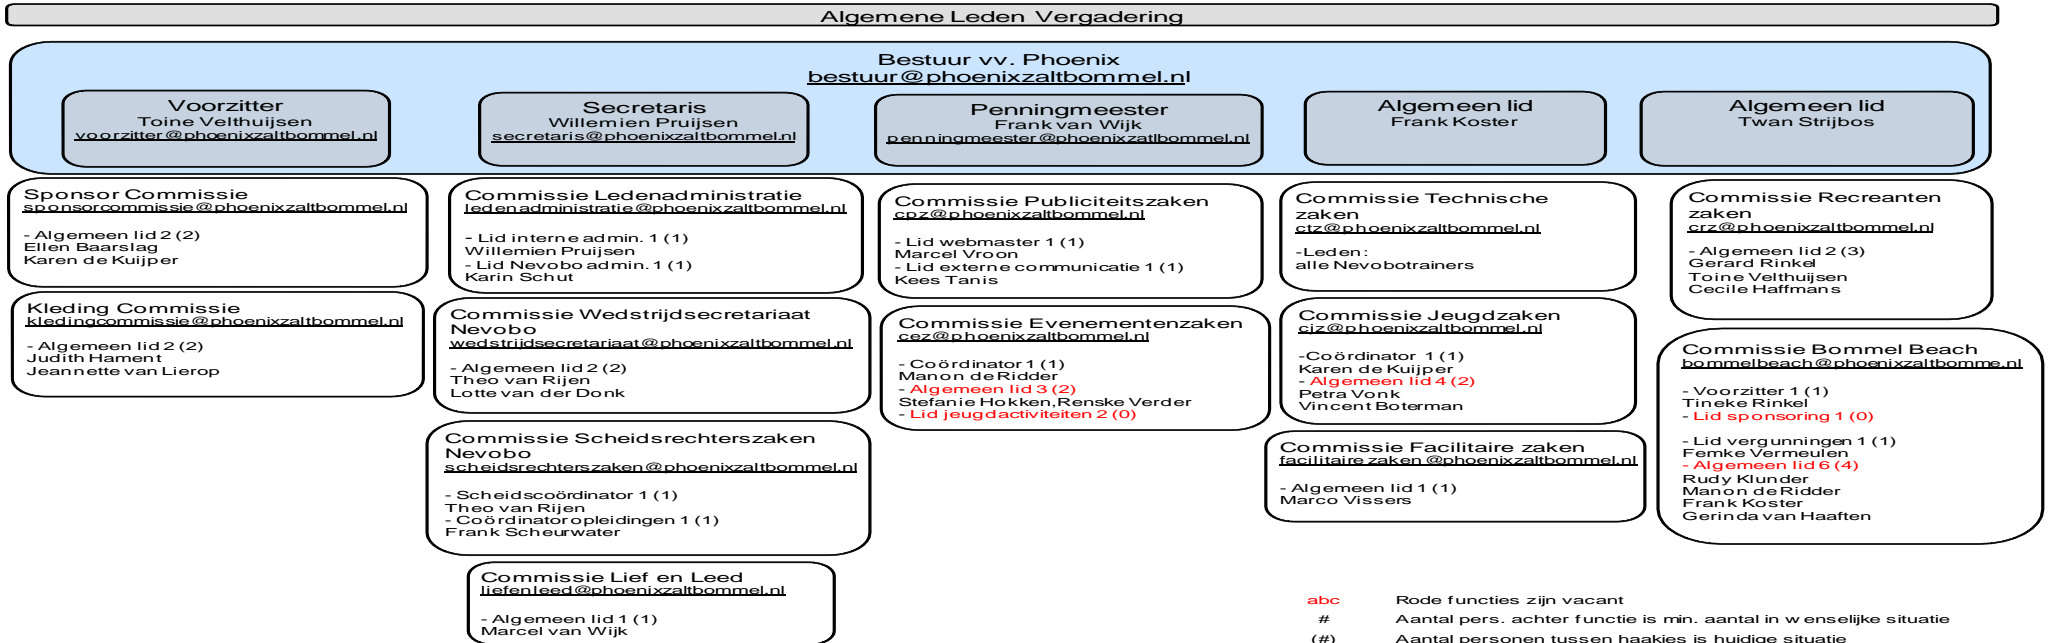 Algemene Leden Vergadering
Bestuur vv. Phoenix
bestuur@phoenixzaltbommel.nl
Voorzitter
Toine Velthuijsen
voorzitter@phoenixzaltbommel.nl
Secretaris
Willemien Pruijsen
secretaris@phoenixzaltbommel.nl
Penningmeester
Frank van Wijk
penningmeester@phoenixzatlbommel.nl
Algemeen lid
Frank Koster
Algemeen lid
Twan Strijbos
Sponsor Commissie
sponsorcommissie@phoenixzaltbommel.nl
- Algemeen lid 2 (2)
Ellen Baarslag
Karen de Kuijper
Kleding Commissie
kledingcommissie@phoenixzaltbommel.nl
- Algemeen lid 2 (2)
Judith Hament
Jeannette van Lierop
Commissie Ledenadministratie
ledenadministratie@phoenixzaltbommel.nl
- Lid interne admin. 1 (1)
Willemien Pruijsen
- Lid Nevobo admin. 1 (1)
Karin Schut
Commissie Wedstrijdsecretariaat
Nevobo
wedstrijdsecretariaat@phoenixzaltbommel.nl
- Algemeen lid 2 (2)
Theo van Rijen
Lotte van der Donk
Commissie Scheidsrechterszaken
Nevobo
scheidsrechterszaken@phoenixzaltbommel.nl
- Scheidscoördinator 1 (1)
Theo van Rijen
- Coördinator opleidingen 1 (1)
Frank Scheurwater
Commissie Lief en Leed
liefenleed@phoenixzaltbommel.nl
- Algemeen lid 1 (1)
Marcel van Wijk
Commissie Publiciteitszaken
cpz@phoenixzaltbommel.nl
- Lid webmaster 1 (1)
Marcel Vroon
- Lid externe communicatie 1 (1)
Kees Tanis
Commissie Evenementenzaken
cez@phoenixzaltbommel.nl
- Coördinator 1 (1)
Manon de Ridder
- Algemeen lid 3 (2)
Stefanie Hokken,Renske Verder
- Lid jeugdactiviteiten 2 (0)
Commissie Technische
zaken
ctz@phoenixzaltbommel.nl
-Leden:
alle Nevobotrainers
Commissie Jeugdzaken
cjz@phoenixzaltbommel.nl
-Coördinator 1 (1)
Karen de Kuijper
- Algemeen lid 4 (2)
Petra Vonk
Vincent Boterman
Commissie Facilitaire zaken
facilitaire zaken@phoenixzaltbommel.nl
- Algemeen lid 1 (1)
Marco Vissers
Commissie Recreanten
zaken
crz@phoenixzaltbommel.nl
- Algemeen lid 2 (3)
Gerard Rinkel
Toine Velthuijsen
Cecile Haffmans
Commissie Bommel Beach
bommelbeach@phoenixzaltbomme.nl
- Voorzitter 1 (1)
Tineke Rinkel
- Lid sponsoring 1 (0)
- Lid vergunningen 1 (1)
Femke Vermeulen
- Algemeen lid 6 (4)
Rudy Klunder
Manon de Ridder
Frank Koster
Gerinda van Haaften
abc Rode functies zijn vacant
# Aantal pers. achter functie is min. aantal in wenselijke situatie
(#) Aantal personen tussen haakjes is huidige situatie